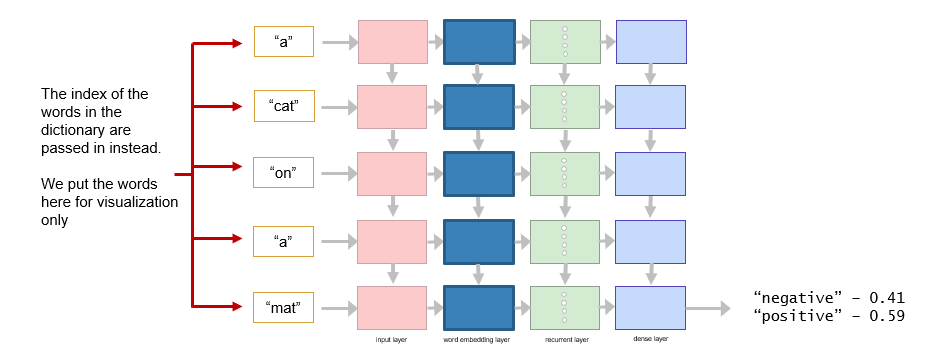 The index of the
words in the
dictionary are
passed in instead.
We put the words
here for visualization
only
“a”
“cat”
“on”
“a”
“mat”
input layer
word embedding layer
recurrent layer
dense layer
“negative” – 0.41
“positive” – 0.59